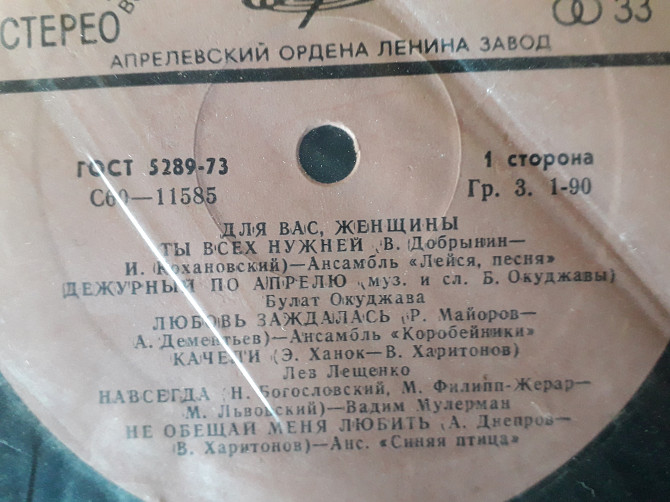 СТЕРЕО
33
АПРЕЛЕВСКИЙ ОРДЕНА ЛЕНИНА ЗАВОД
ГОСТ 5289-73
1 сторона
С60—11585
Гр. 3. 1-90
ДЛЯ ВАС, ЖЕНЩИНЫ
ТЫ ВСЕХ НУЖНЕЙ (В. Добрынин—
И. Кохановский)—Ансамбль «Лейся, песня»
ДЕЖУРНЫЙ ПО АПРЕЛЮ (муз. и сл. Б. Окуджавы)
Булат Окуджава
ЛЮБОВЬ ЗАЖДАЛАСЬ (Р. Майоров—
А. Дементьев)—Ансамбль «Коробейники»
КАЧЕЛИ (Э. Ханок—В. Харитонов)
Лев Лещенко
НАВСЕГДА (Н. Богословский, М. Филипп-Жерар—
М. Львовский)—Вадим Мулерман
НЕ ОБЕЩАЙ МЕНЯ ЛЮБИТЬ (А. Днепров—
В. Харитонов)—Анс. «Синяя птица»